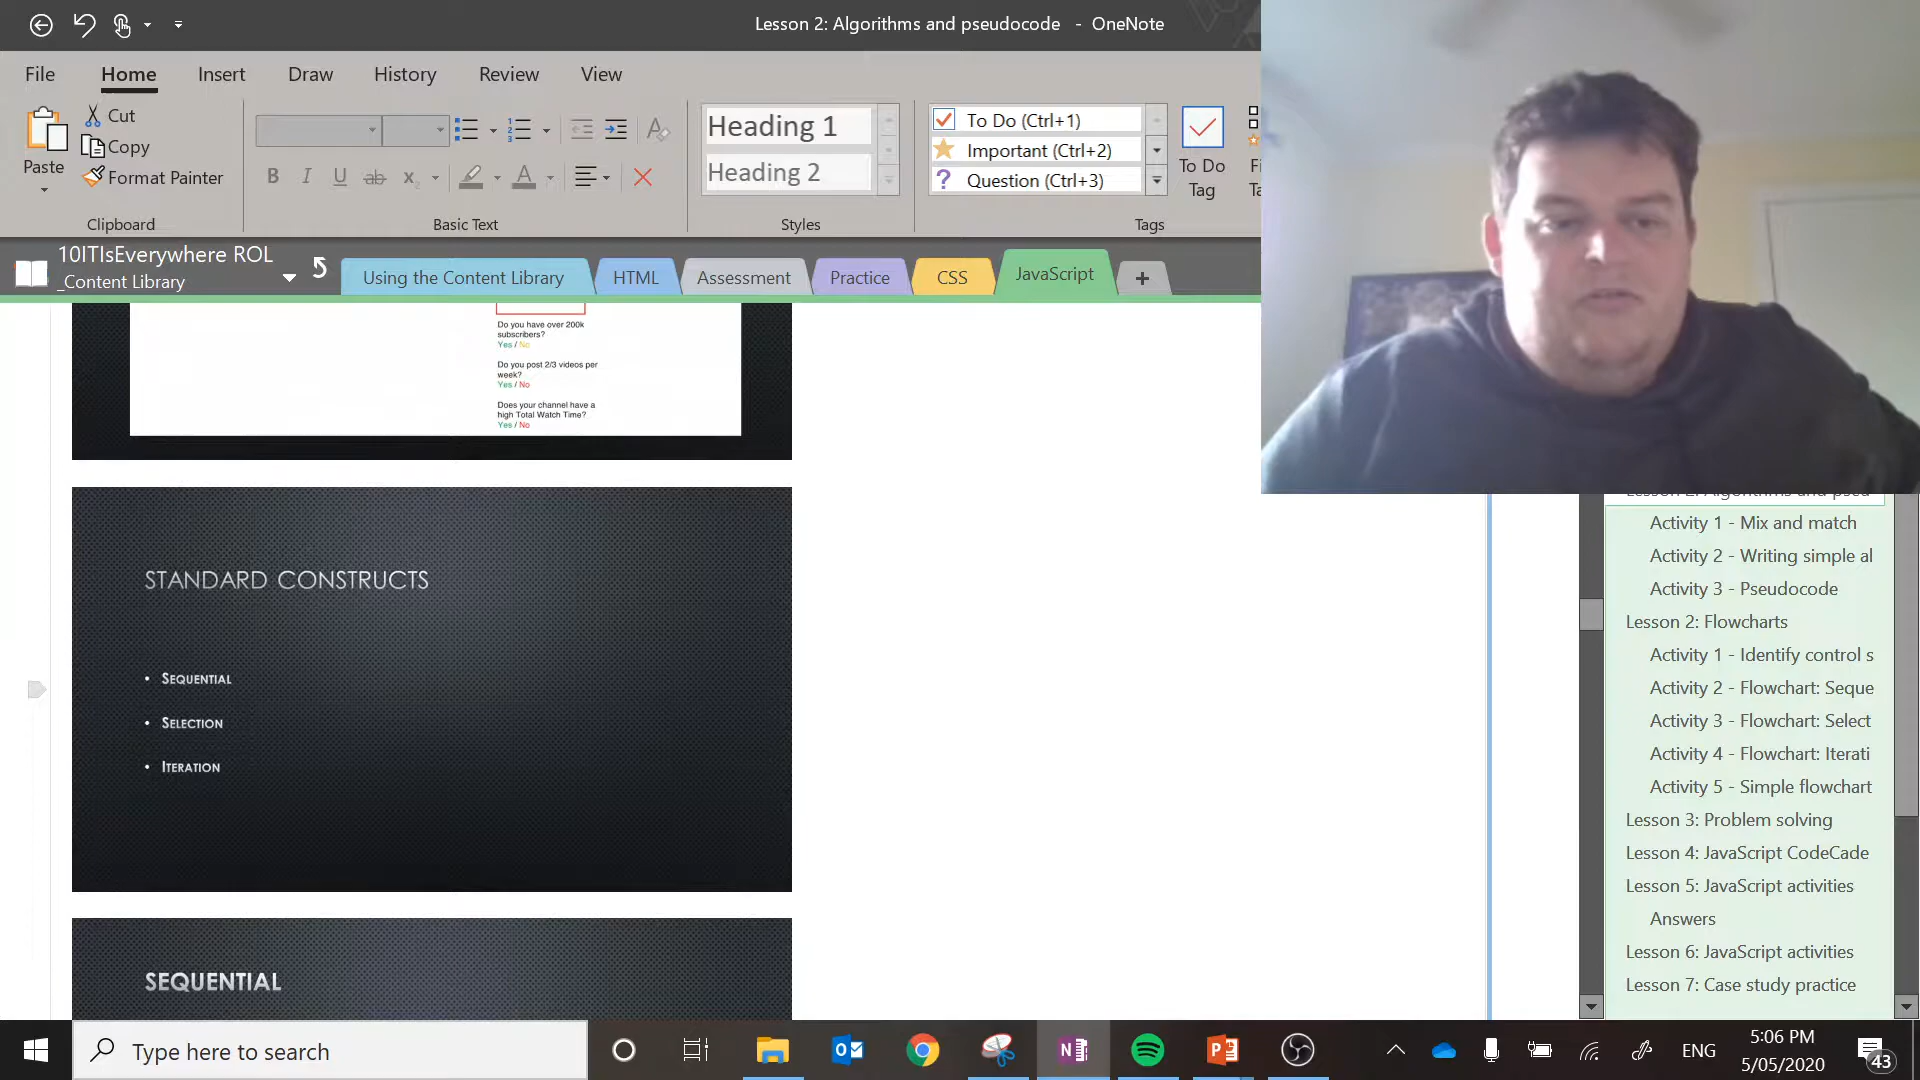 Lesson 2: Algorithms and pseudocode - OneNote
File Home Insert Draw History Review View
Paste
Cut
Copy
Format Painter
Clipboard
B I U ab x₂ A
Basic Text
Heading 1
Heading 2
Styles
To Do (Ctrl+1)
Important (Ctrl+2)
Question (Ctrl+3)
To Do
Tag
Tags
10ITIsEverywhere ROL
_Content Library
Using the Content Library HTML Assessment Practice CSS JavaScript +
Do you have over 200k
subscribers?
Yes / No
Do you post 2/3 videos per
week?
Yes / No
Does your channel have a
high Total Watch Time?
Yes / No
STANDARD CONSTRUCTS
• SEQUENTIAL
• SELECTION
• ITERATION
SEQUENTIAL
Activity 1 - Mix and match
Activity 2 - Writing simple al
Activity 3 - Pseudocode
Lesson 2: Flowcharts
Activity 1 - Identify control s
Activity 2 - Flowchart: Seque
Activity 3 - Flowchart: Select
Activity 4 - Flowchart: Iterati
Activity 5 - Simple flowchart
Lesson 3: Problem solving
Lesson 4: JavaScript CodeCade
Lesson 5: JavaScript activities
Answers
Lesson 6: JavaScript activities
Lesson 7: Case study practice
Type here to search
ENG
5:06 PM
5/05/2020
43